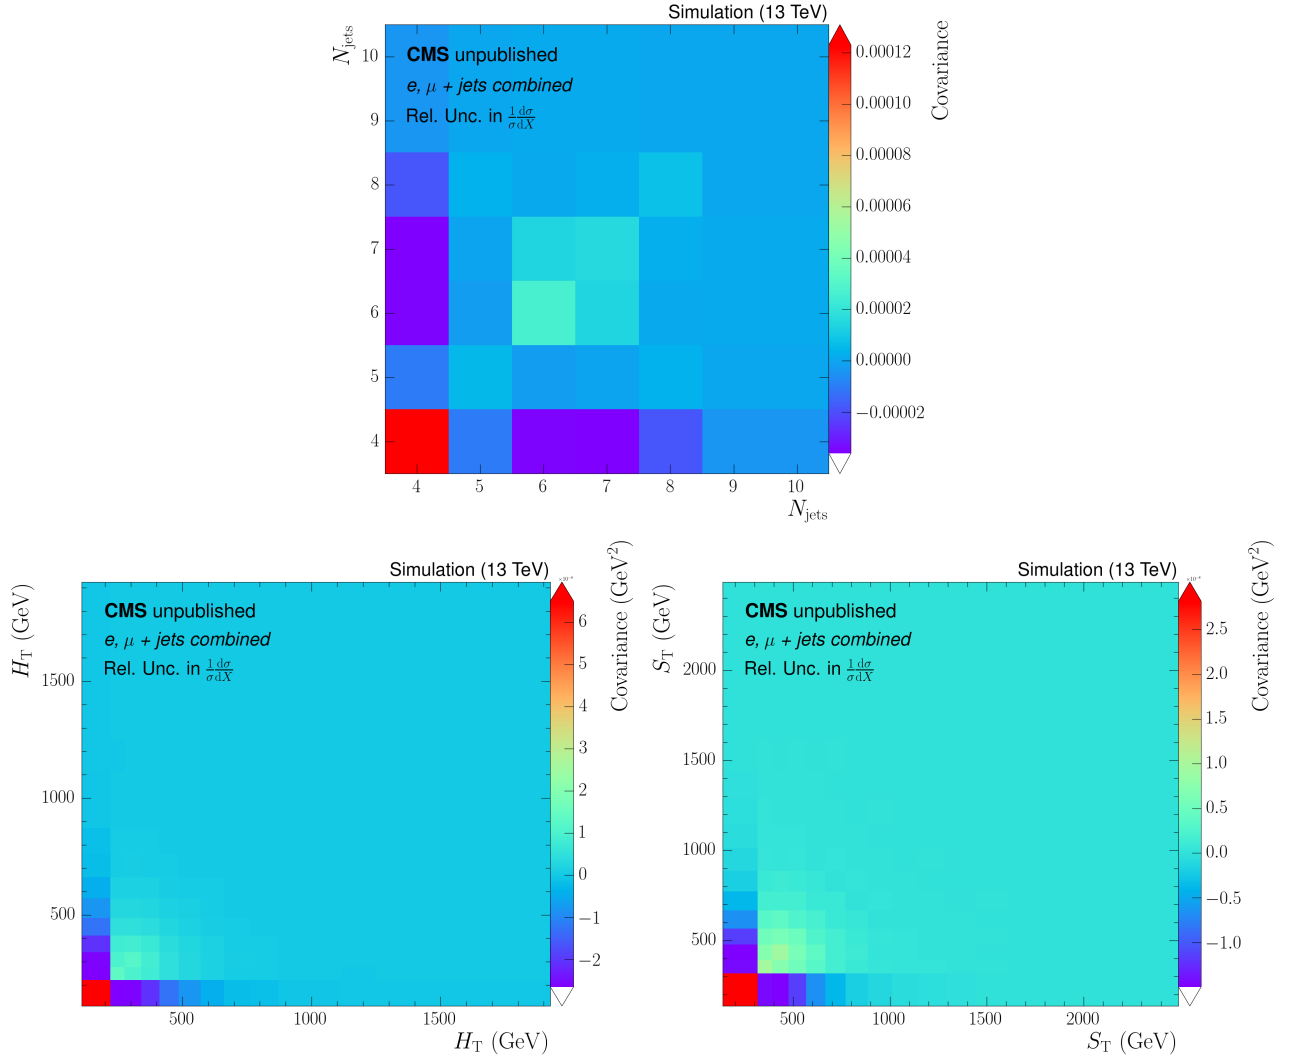 Simulation (13 TeV)
N_jets
CMS unpublished
e, μ + jets combined
Rel. Unc. in 1/σ dσ/dX
10
9
8
7
6
5
4
4 5 6 7 8 9 10
N_jets
0.00012
0.00010
0.00008
0.00006
0.00004
0.00002
0.00000
−0.00002
Covariance
Simulation (13 TeV)
H_T (GeV)
CMS unpublished
e, μ + jets combined
Rel. Unc. in 1/σ dσ/dX
1500
1000
500
500 1000 1500
H_T (GeV)
6
5
4
3
2
1
0
−1
−2
Covariance (GeV²)
Simulation (13 TeV)
S_T (GeV)
CMS unpublished
e, μ + jets combined
Rel. Unc. in 1/σ dσ/dX
2000
1500
1000
500
500 1000 1500 2000
S_T (GeV)
2.5
2.0
1.5
1.0
0.5
0.0
−0.5
−1.0
Covariance (GeV²)